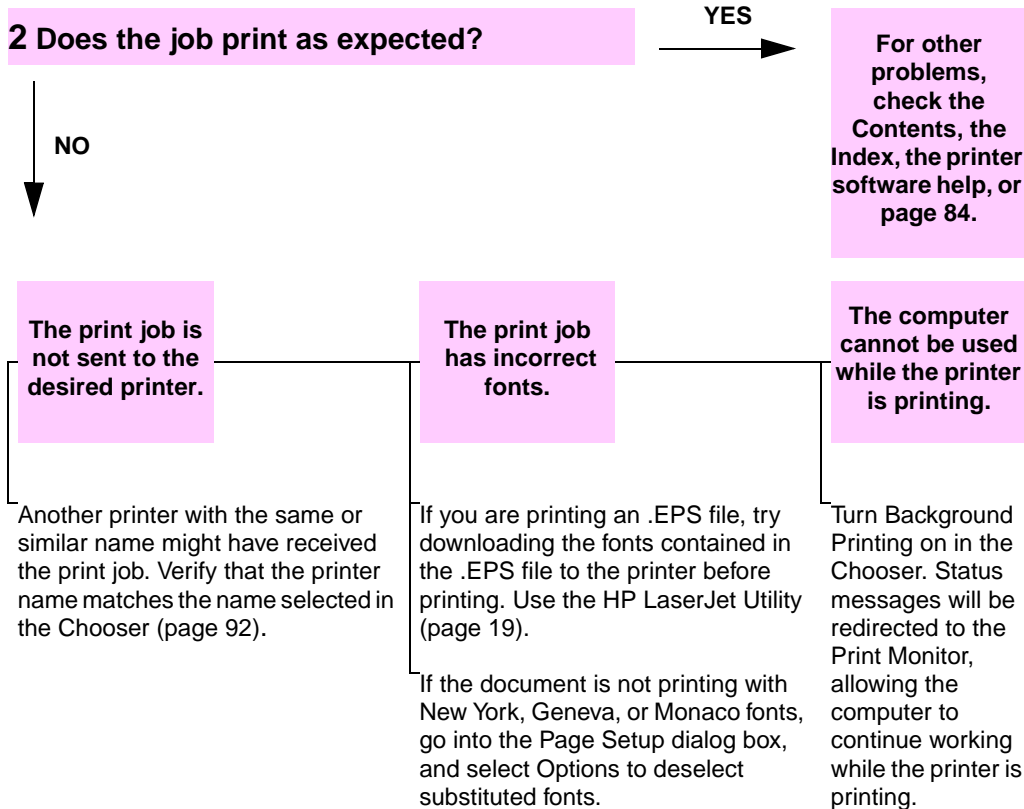 2 Does the job print as expected?
YES
For other
problems,
check the
Contents, the
Index, the printer
software help, or
page 84.
NO
The print job is
not sent to the
desired printer.
Another printer with the same or
similar name might have received
the print job. Verify that the printer
name matches the name selected in
the Chooser (page 92).
The print job
has incorrect
fonts.
If you are printing an .EPS file, try
downloading the fonts contained in
the .EPS file to the printer before
printing. Use the HP LaserJet Utility
(page 19).
If the document is not printing with
New York, Geneva, or Monaco fonts,
go into the Page Setup dialog box,
and select Options to deselect
substituted fonts.
The computer
cannot be used
while the printer
is printing.
Turn Background
Printing on in the
Chooser. Status
messages will be
redirected to the
Print Monitor,
allowing the
computer to
continue working
while the printer is
printing.